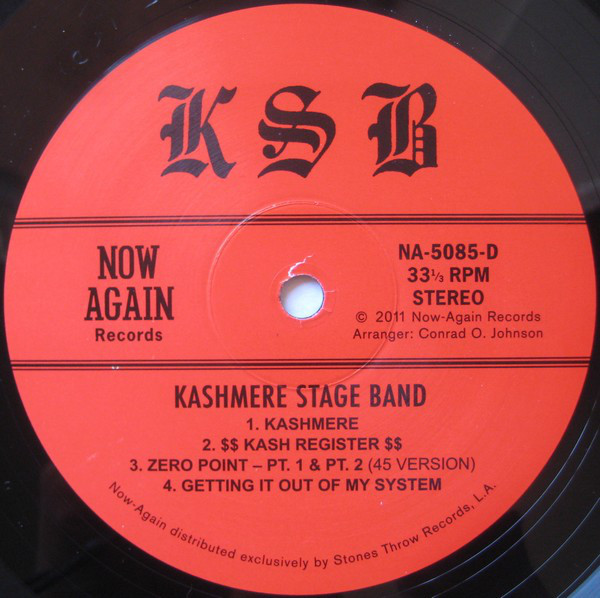 K S B
NOW
AGAIN
Records
NA-5085-D
33⅓ RPM
STEREO
© 2011 Now-Again Records
Arranger: Conrad O. Johnson
KASHMERE STAGE BAND
1. KASHMERE
2. $$ KASH REGISTER $$
3. ZERO POINT – PT. 1 & PT. 2 (45 VERSION)
4. GETTING IT OUT OF MY SYSTEM
Now-Again distributed exclusively by Stones Throw Records, L.A.